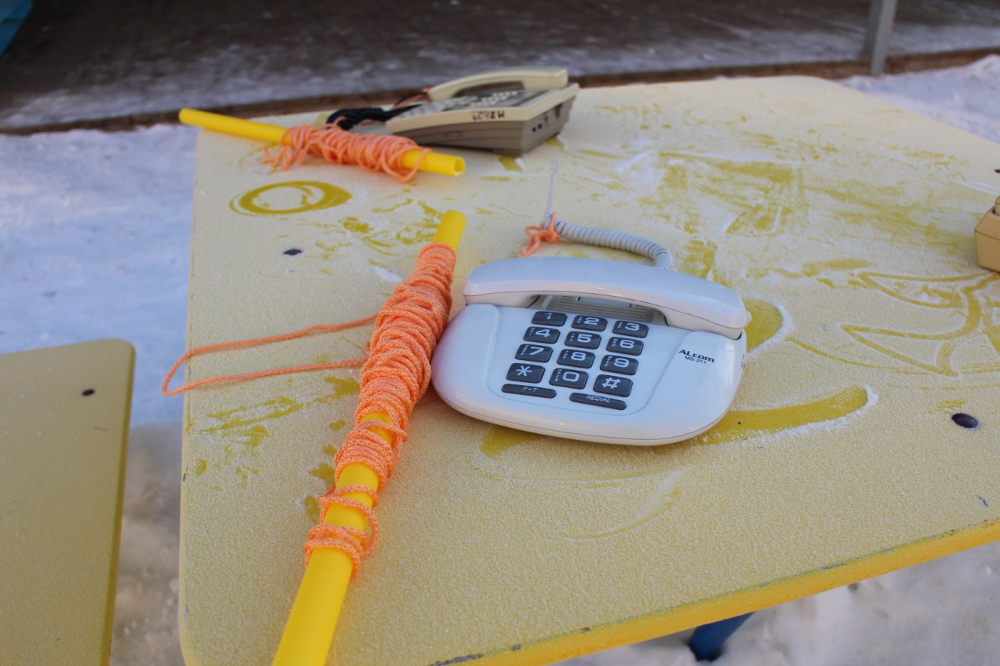 1 2 3
4 5 6
7 8 9
* 0 #
P-T REDIAL
ALCOM
MS-211